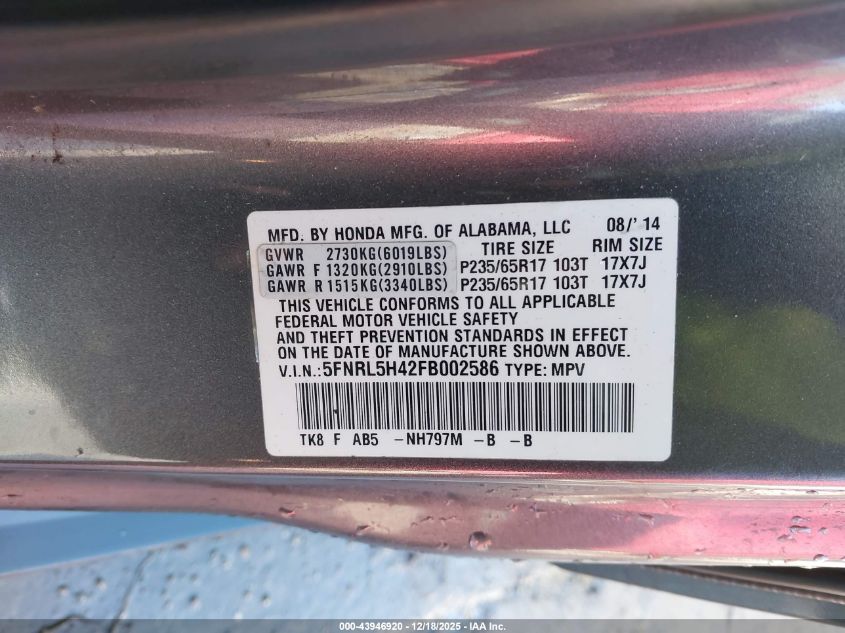 MFD. BY HONDA MFG. OF ALABAMA, LLC 08/' 14
GVWR 2730KG(6019LBS) TIRE SIZE RIM SIZE
GAWR F 1320KG(2910LBS) P235/65R17 103T 17X7J
GAWR R 1515KG(3340LBS) P235/65R17 103T 17X7J
THIS VEHICLE CONFORMS TO ALL APPLICABLE
FEDERAL MOTOR VEHICLE SAFETY
AND THEFT PREVENTION STANDARDS IN EFFECT
ON THE DATE OF MANUFACTURE SHOWN ABOVE.
V.I.N.:5FNRL5H42FB002586 TYPE: MPV
TK8 F AB5 -NH797M -B -B
000-43946920 - 12/18/2025 - IAA Inc.